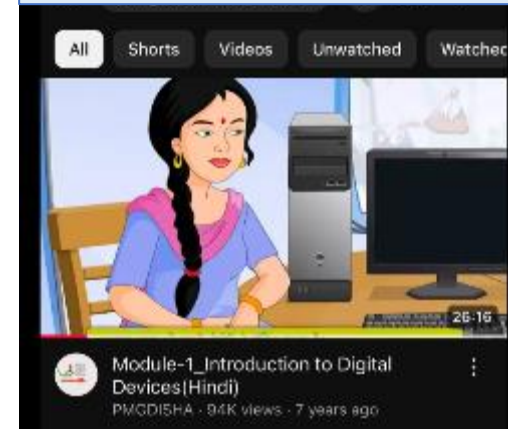 All Shorts Videos Unwatched Watched
26:16
Module-1_Introduction to Digital
Devices(Hindi)
PMGDISHA · 94K views · 7 years ago